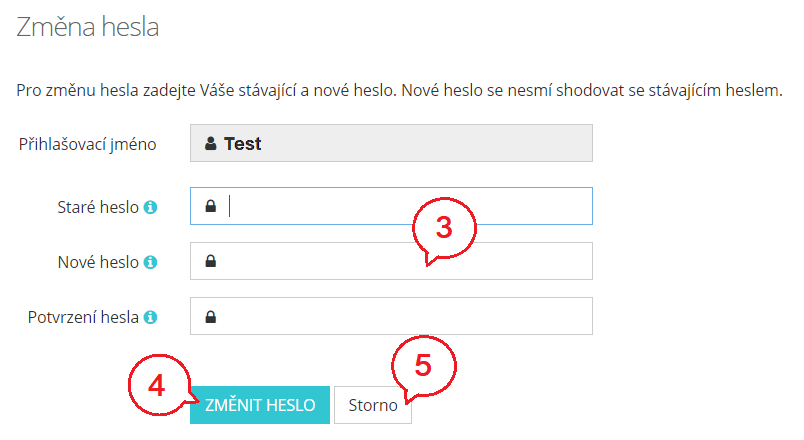 Změna hesla
Pro změnu hesla zadejte Váše stávající a nové heslo. Nové heslo se nesmí shodovat se stávajícím heslem.
Přihlašovací jméno Test
Staré heslo
3
Nové heslo
Potvrzení hesla
4 ZMĚNIT HESLO Storno 5